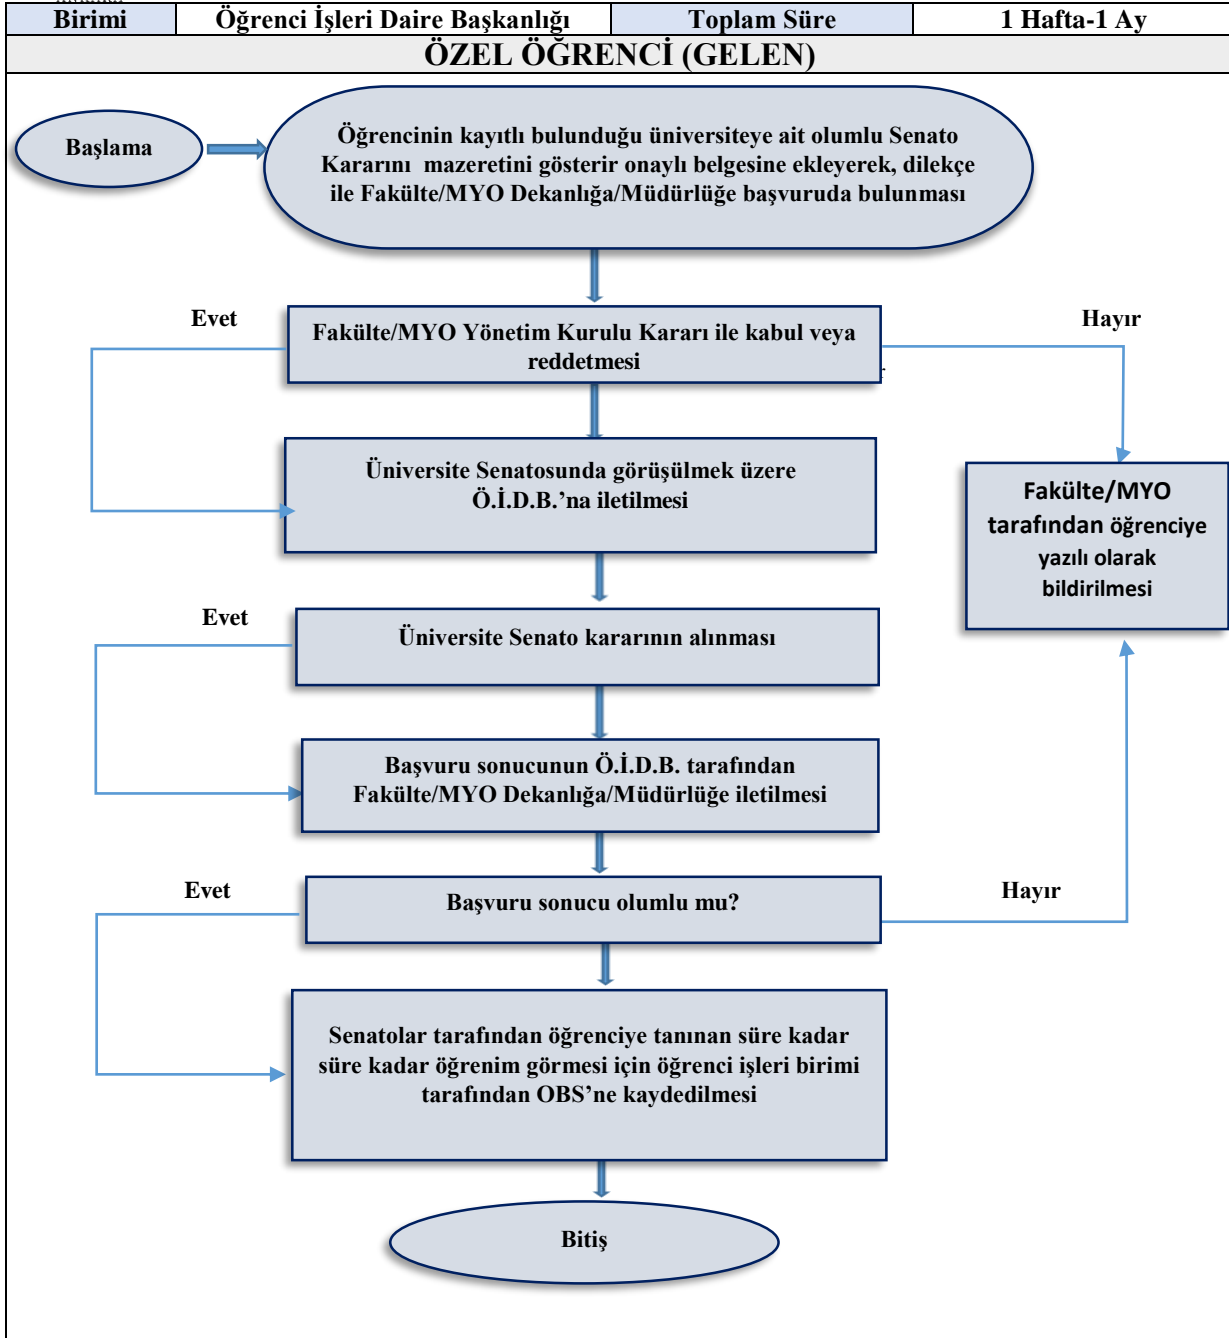 Birimi Öğrenci İşleri Daire Başkanlığı Toplam Süre 1 Hafta-1 Ay
ÖZEL ÖĞRENCİ (GELEN)
Başlama
Öğrencinin kayıtlı bulunduğu üniversiteye ait olumlu Senato
Kararını mazeretini gösterir onaylı belgesine ekleyerek, dilekçe
ile Fakülte/MYO Dekanlığa/Müdürlüğe başvuruda bulunması
Evet
Fakülte/MYO Yönetim Kurulu Kararı ile kabul veya
reddetmesi
Hayır
Üniversite Senatosunda görüşülmek üzere
Ö.İ.D.B.’na iletilmesi
Fakülte/MYO
tarafından öğrenciye
yazılı olarak
bildirilmesi
Evet
Üniversite Senato kararının alınması
Başvuru sonucunun Ö.İ.D.B. tarafından
Fakülte/MYO Dekanlığa/Müdürlüğe iletilmesi
Evet
Başvuru sonucu olumlu mu?
Hayır
Senatolar tarafından öğrenciye tanınan süre kadar
süre kadar öğrenim görmesi için öğrenci işleri birimi
tarafından OBS’ne kaydedilmesi
Bitiş